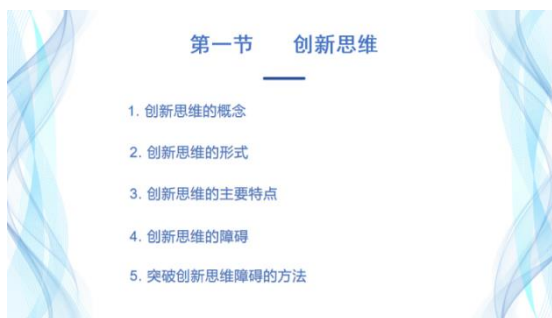 第一节 创新思维
1. 创新思维的概念
2. 创新思维的形式
3. 创新思维的主要特点
4. 创新思维的障碍
5. 突破创新思维障碍的方法